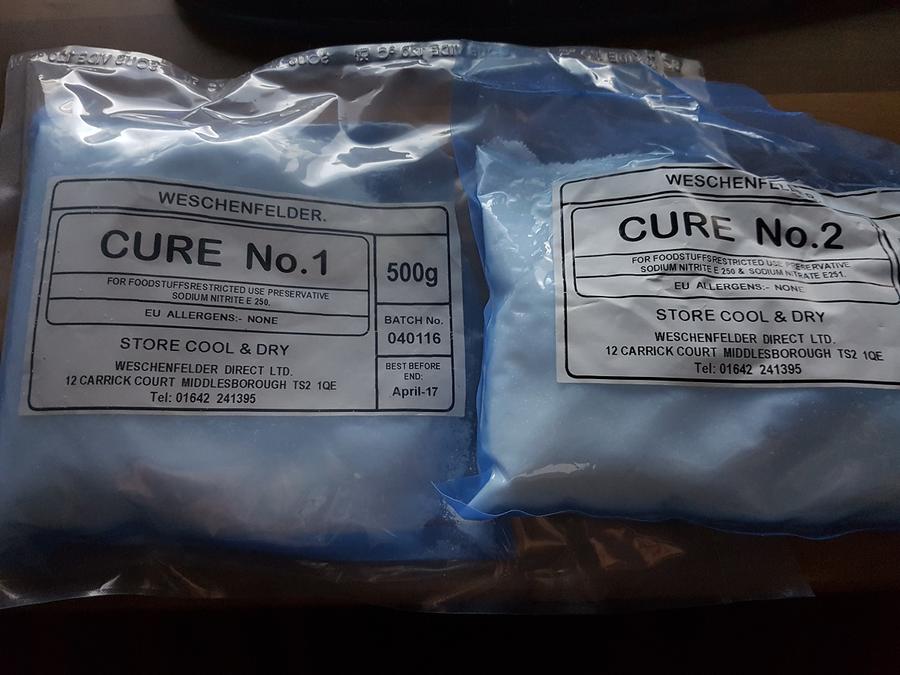 WESCHENFELDER.
CURE No.1
FOR FOODSTUFFSRESTRICTED USE PRESERVATIVE
SODIUM NITRITE E 250.
EU ALLERGENS:- NONE
STORE COOL & DRY
WESCHENFELDER DIRECT LTD.
12 CARRICK COURT MIDDLESBOROUGH TS2 1QE
Tel: 01642 241395
500g
BATCH No.
040116
BEST BEFORE
END:
April-17
WESCHENFELDER
CURE No.2
FOR FOODSTUFFSRESTRICTED USE PRESERVATIVE
SODIUM NITRITE E 250 & SODIUM NITRATE E251.
EU ALLERGENS:- NONE
STORE COOL & DRY
WESCHENFELDER DIRECT LTD.
12 CARRICK COURT MIDDLESBOROUGH TS2 1QE
Tel: 01642 241395